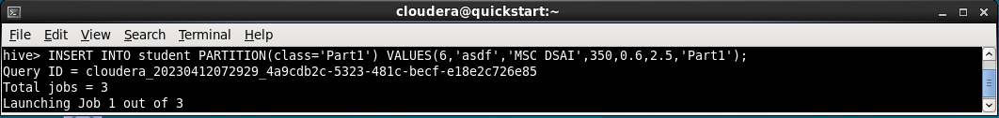 cloudera@quickstart:~
File Edit View Search Terminal Help
hive> INSERT INTO student PARTITION(class='Part1') VALUES(6,'asdf','MSC DSAI',350,0.6,2.5,'Part1');
Query ID = cloudera_20230412072929_4a9cdb2c-5323-481c-becf-e18e2c726e85
Total jobs = 3
Launching Job 1 out of 3